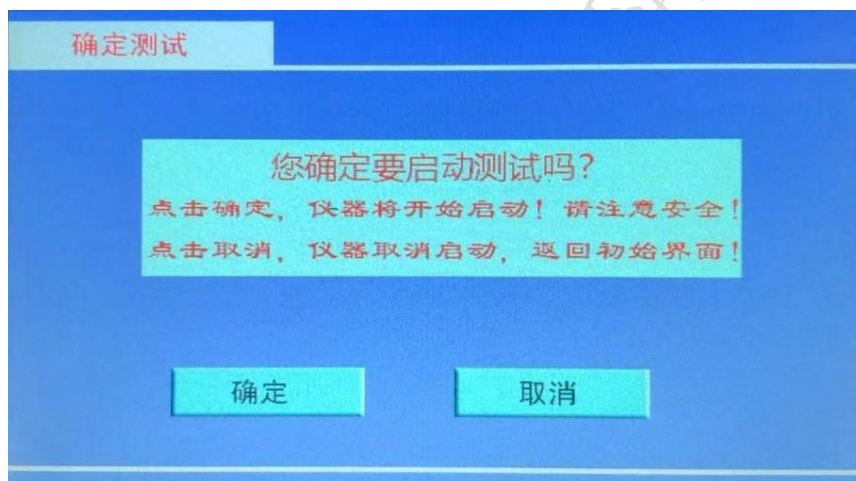 确定测试
您确定要启动测试吗?
点击确定，仪器将开始启动！请注意安全！
点击取消，仪器取消启动，返回初始界面！
确定
取消